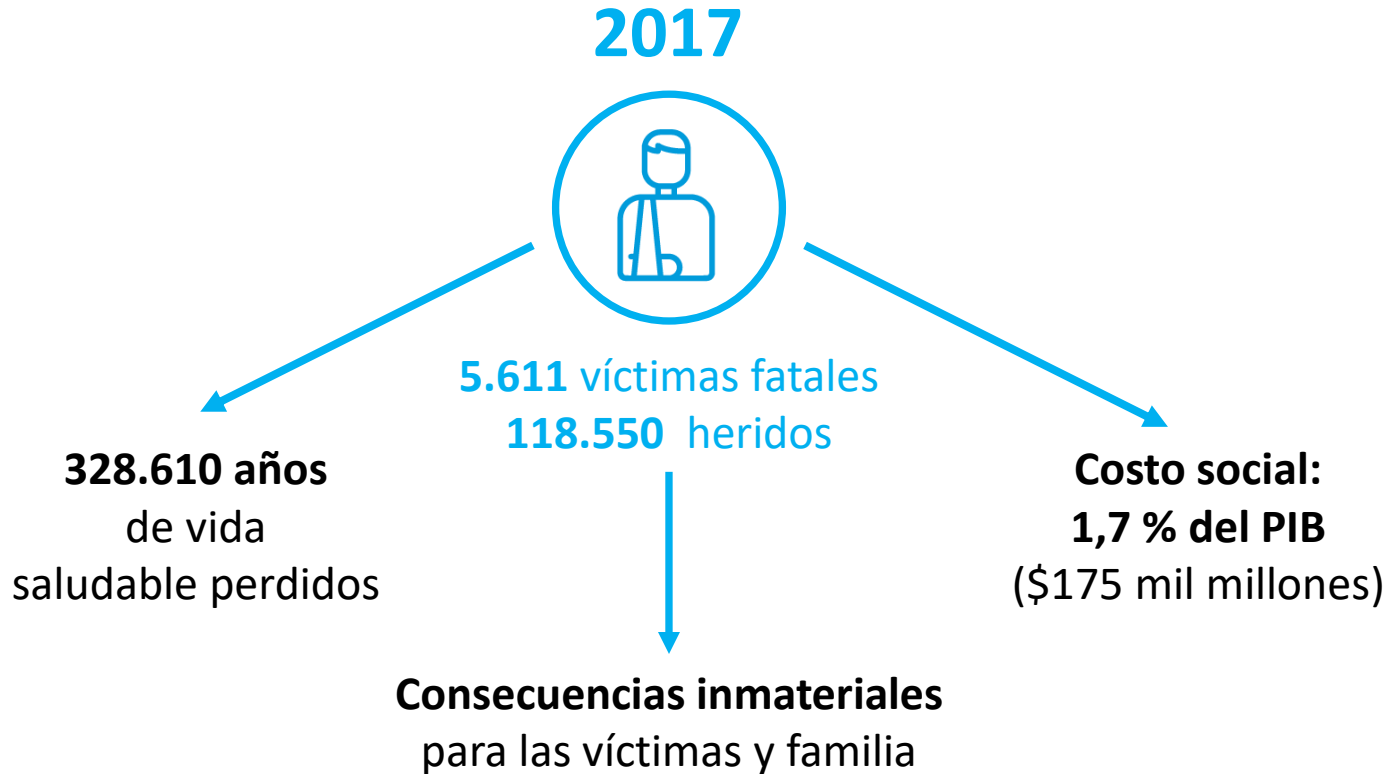 2017
5.611 víctimas fatales
118.550 heridos
328.610 años
de vida
saludable perdidos
Consecuencias inmateriales
para las víctimas y familia
Costo social:
1,7 % del PIB
($175 mil millones)